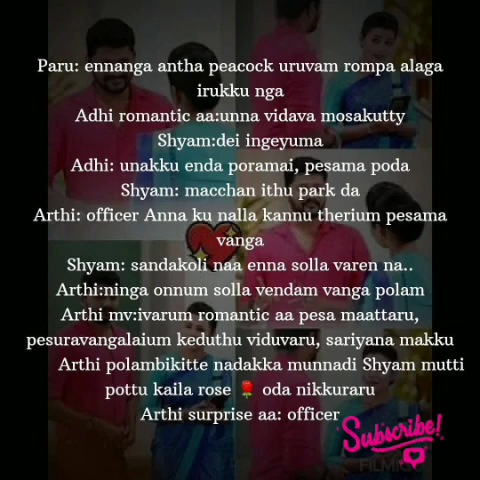 Paru: ennanga antha peacock uruvam rompa alaga
irukku nga
Adhi romantic aa:unna vidava mosakutty
Shyam:dei ingeyuma
Adhi: unakku enda poramai, pesama poda
Shyam: macchan ithu park da
Arthi: officer Anna ku nalla kannu therium pesama
vanga
Shyam: sandakoli naa enna solla varen na..
Arthi:ninga onnum solla vendam vanga polam
Arthi mv:ivarum romantic aa pesa maattaru,
pesuravangalaium keduthu viduvaru, sariyana makku
Arthi polambikitte nadakka munnadi Shyam mutti
pottu kaila rose 🌹 oda nikkuraru
Arthi surprise aa: officer
Subscribe!